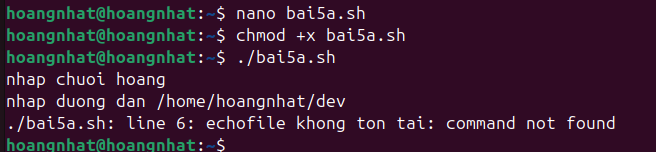 hoangnhat@hoangnhat:~$ nano bai5a.sh
hoangnhat@hoangnhat:~$ chmod +x bai5a.sh
hoangnhat@hoangnhat:~$ ./bai5a.sh
nhap chuoi hoang
nhap duong dan /home/hoangnhat/dev
./bai5a.sh: line 6: echofile khong ton tai: command not found
hoangnhat@hoangnhat:~$